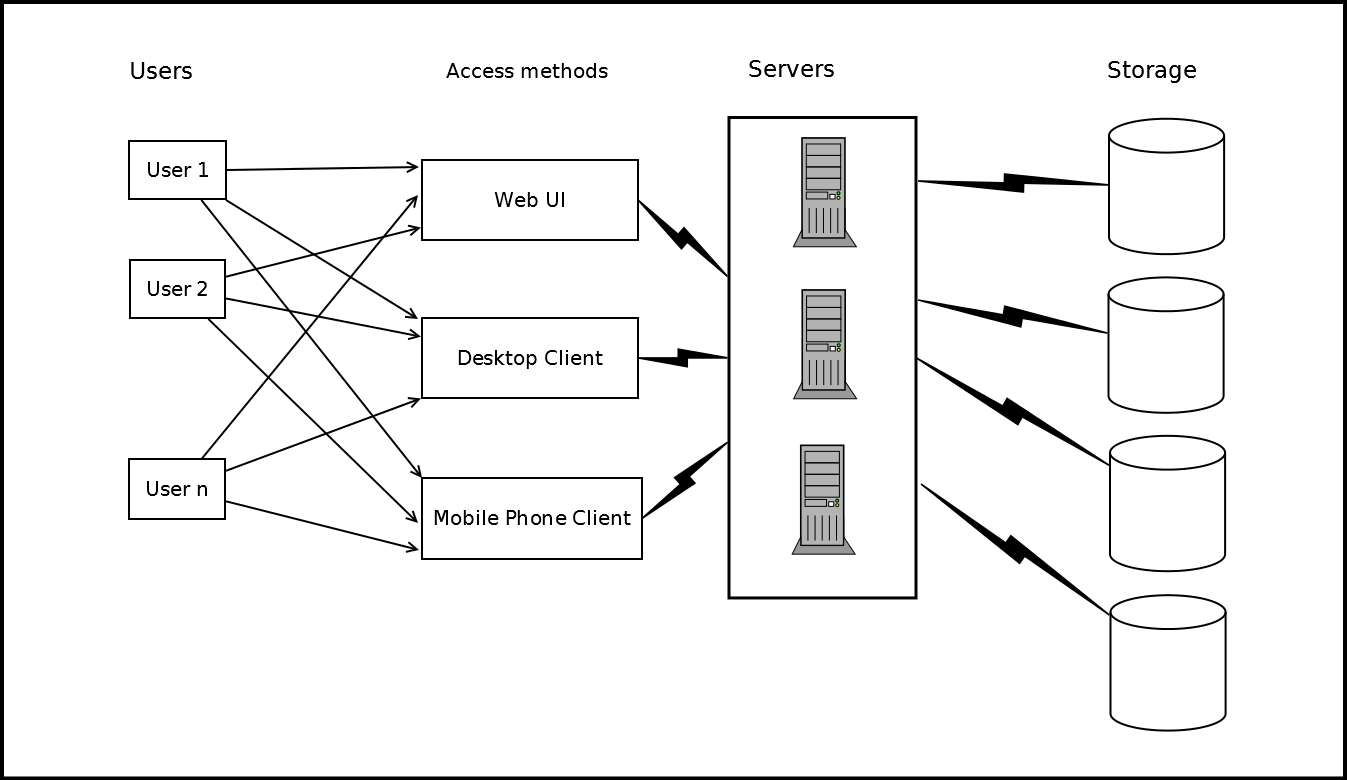 Users
Access methods
Servers
Storage
User 1
User 2
User n
Web UI
Desktop Client
Mobile Phone Client